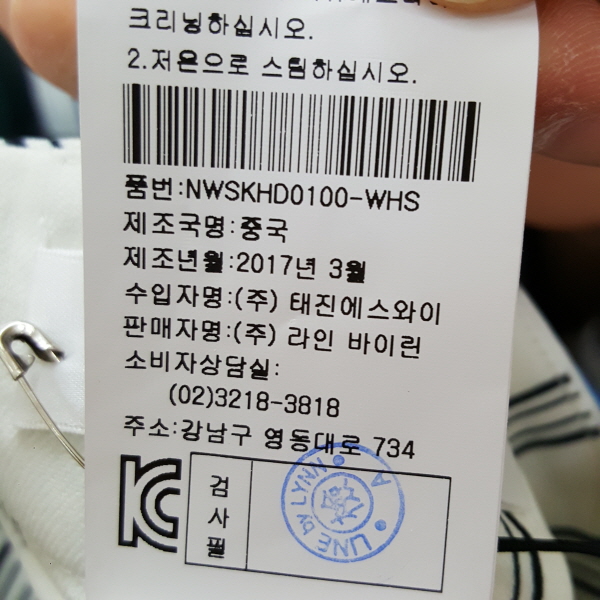 크리닝하십시오.
2.저온으로 스팀하십시오.
품번:NWSKHD0100-WHS
제조국명:중국
제조년월:2017년 3월
수입자명:(주) 태진에스와이
판매자명:(주) 라인 바이린
소비자상담실:
(02)3218-3818
주소:강남구 영동대로 734
KC
검사필
LINE by LYNN
A